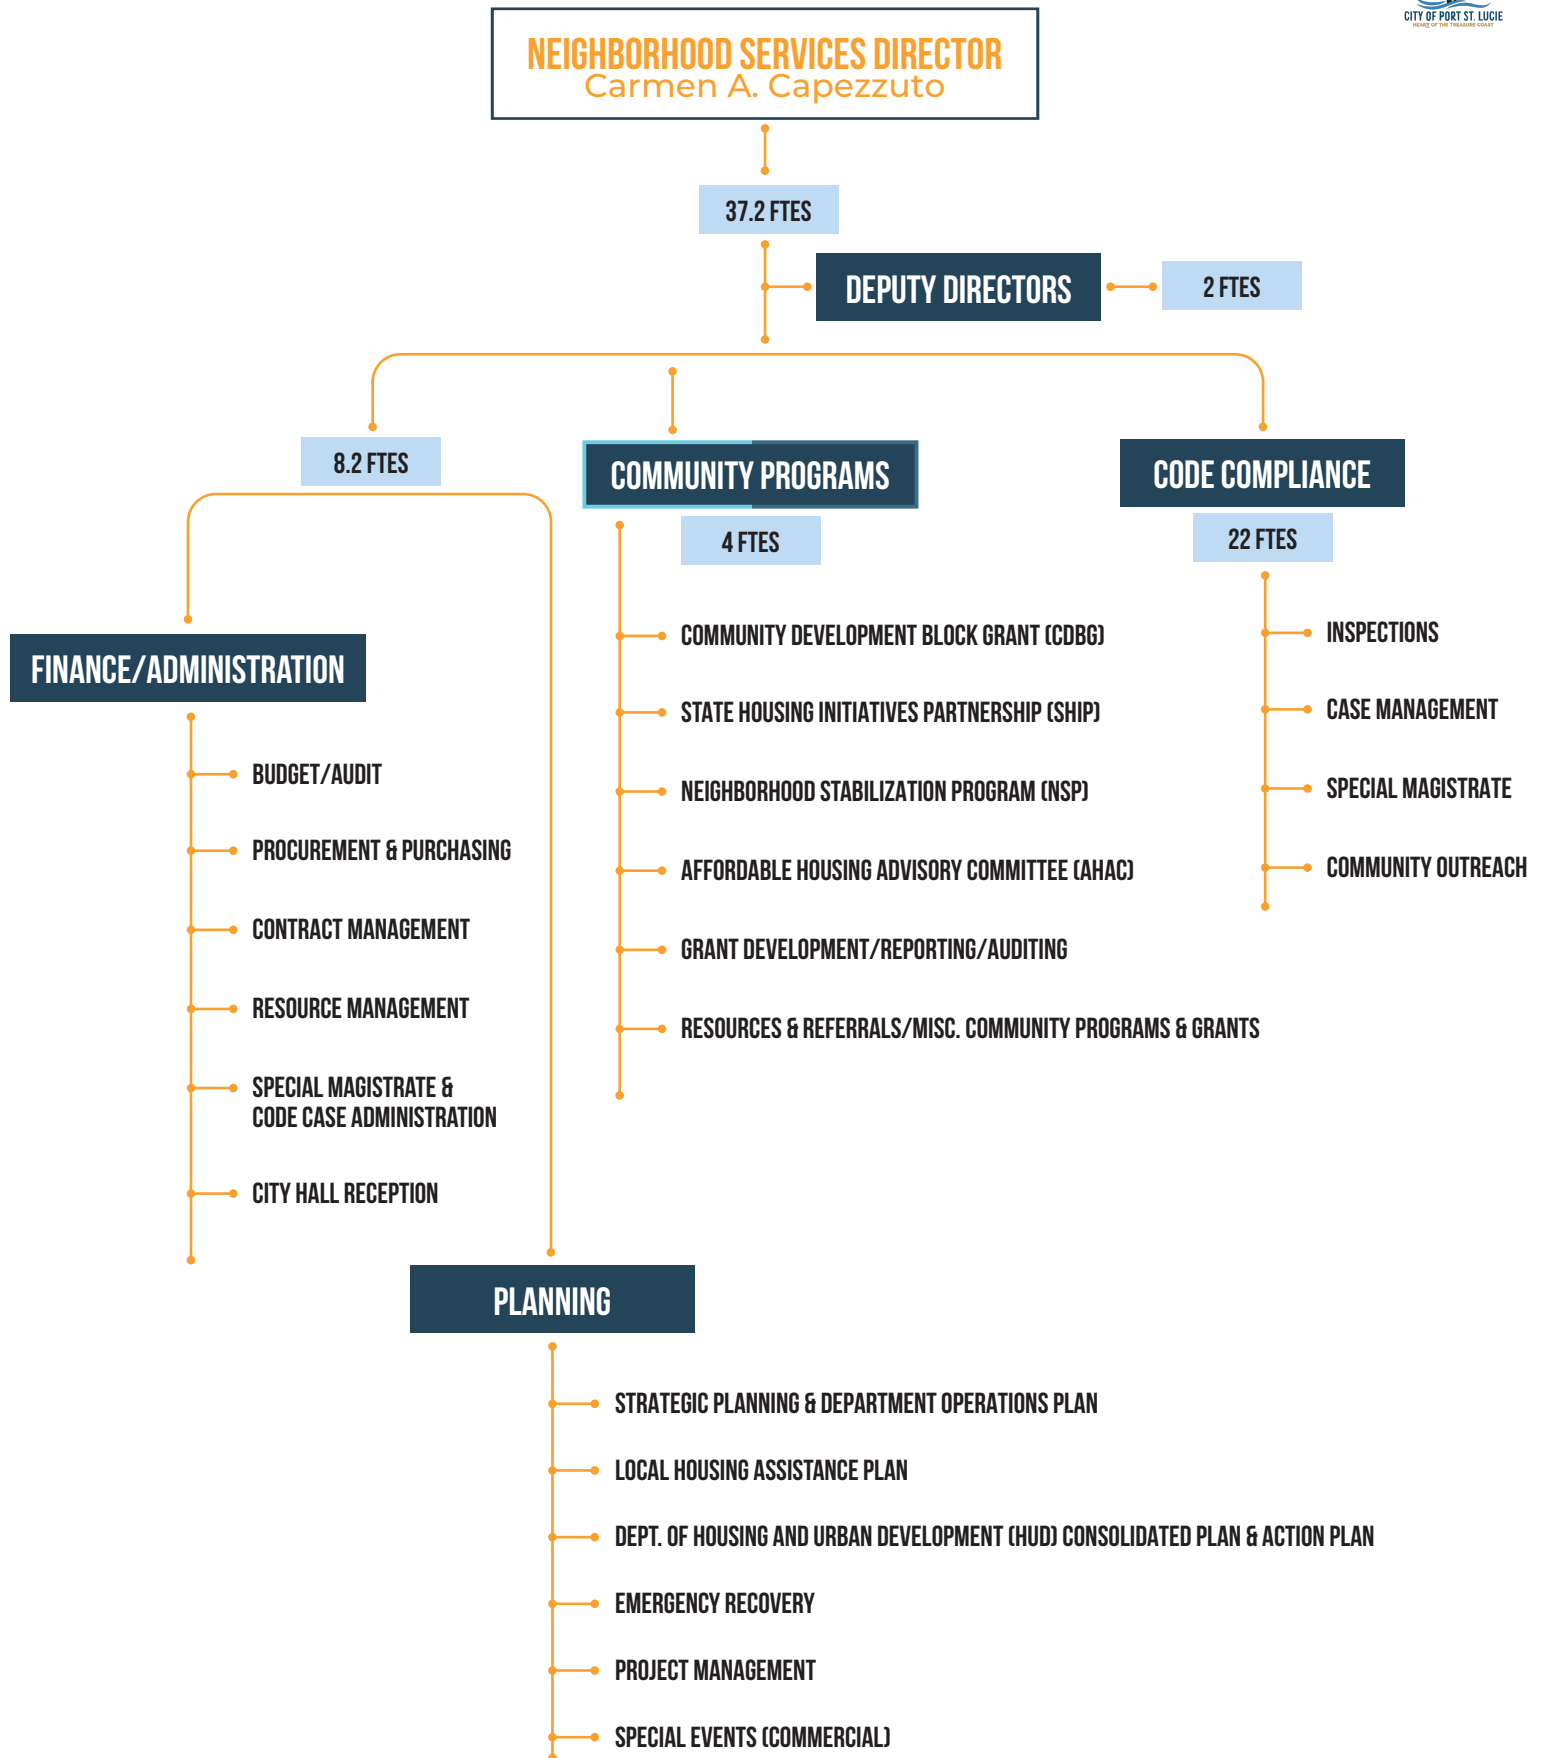 CITY OF PORT ST. LUCIE
HEART OF THE TREASURE COAST
NEIGHBORHOOD SERVICES DIRECTOR
Carmen A. Capezzuto
37.2 FTES
DEPUTY DIRECTORS
2 FTES
8.2 FTES
COMMUNITY PROGRAMS
4 FTES
CODE COMPLIANCE
22 FTES
FINANCE/ADMINISTRATION
BUDGET/AUDIT
PROCUREMENT & PURCHASING
CONTRACT MANAGEMENT
RESOURCE MANAGEMENT
SPECIAL MAGISTRATE &
CODE CASE ADMINISTRATION
CITY HALL RECEPTION
COMMUNITY DEVELOPMENT BLOCK GRANT (CDBG)
STATE HOUSING INITIATIVES PARTNERSHIP (SHIP)
NEIGHBORHOOD STABILIZATION PROGRAM (NSP)
AFFORDABLE HOUSING ADVISORY COMMITTEE (AHAC)
GRANT DEVELOPMENT/REPORTING/AUDITING
RESOURCES & REFERRALS/MISC. COMMUNITY PROGRAMS & GRANTS
INSPECTIONS
CASE MANAGEMENT
SPECIAL MAGISTRATE
COMMUNITY OUTREACH
PLANNING
STRATEGIC PLANNING & DEPARTMENT OPERATIONS PLAN
LOCAL HOUSING ASSISTANCE PLAN
DEPT. OF HOUSING AND URBAN DEVELOPMENT (HUD) CONSOLIDATED PLAN & ACTION PLAN
EMERGENCY RECOVERY
PROJECT MANAGEMENT
SPECIAL EVENTS (COMMERCIAL)